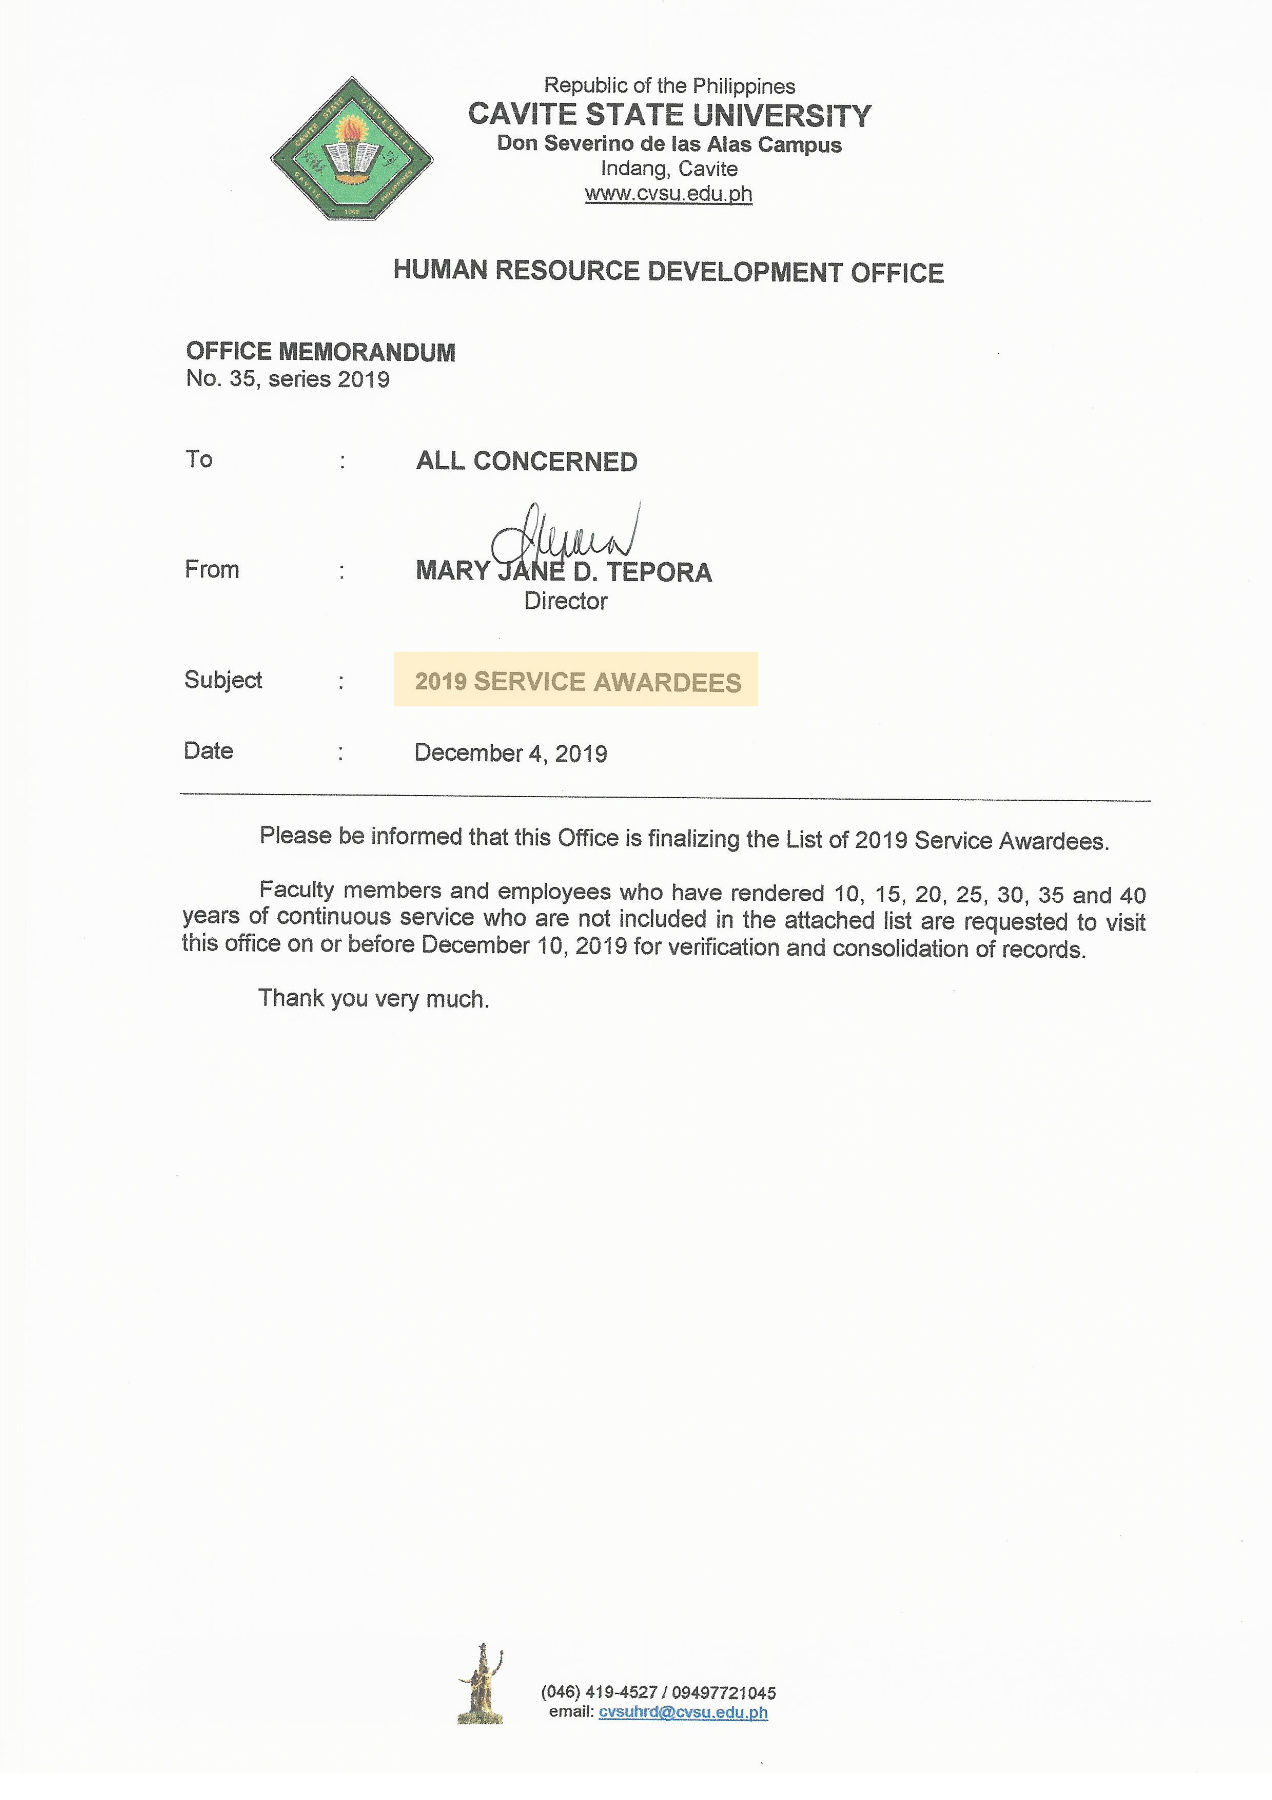 Republic of the Philippines
CAVITE STATE UNIVERSITY
Don Severino de las Alas Campus
Indang, Cavite
www.cvsu.edu.ph
CAVITE STATE UNIVERSITY
CAVITE PHILIPPINES
1906
HUMAN RESOURCE DEVELOPMENT OFFICE
OFFICE MEMORANDUM
No. 35, series 2019
To : ALL CONCERNED
From : MARY JANE D. TEPORA
Director
Subject : 2019 SERVICE AWARDEES
Date : December 4, 2019
Please be informed that this Office is finalizing the List of 2019 Service Awardees.
Faculty members and employees who have rendered 10, 15, 20, 25, 30, 35 and 40
years of continuous service who are not included in the attached list are requested to visit
this office on or before December 10, 2019 for verification and consolidation of records.
Thank you very much.
(046) 419-4527 / 09497721045
email: cvsuhrd@cvsu.edu.ph